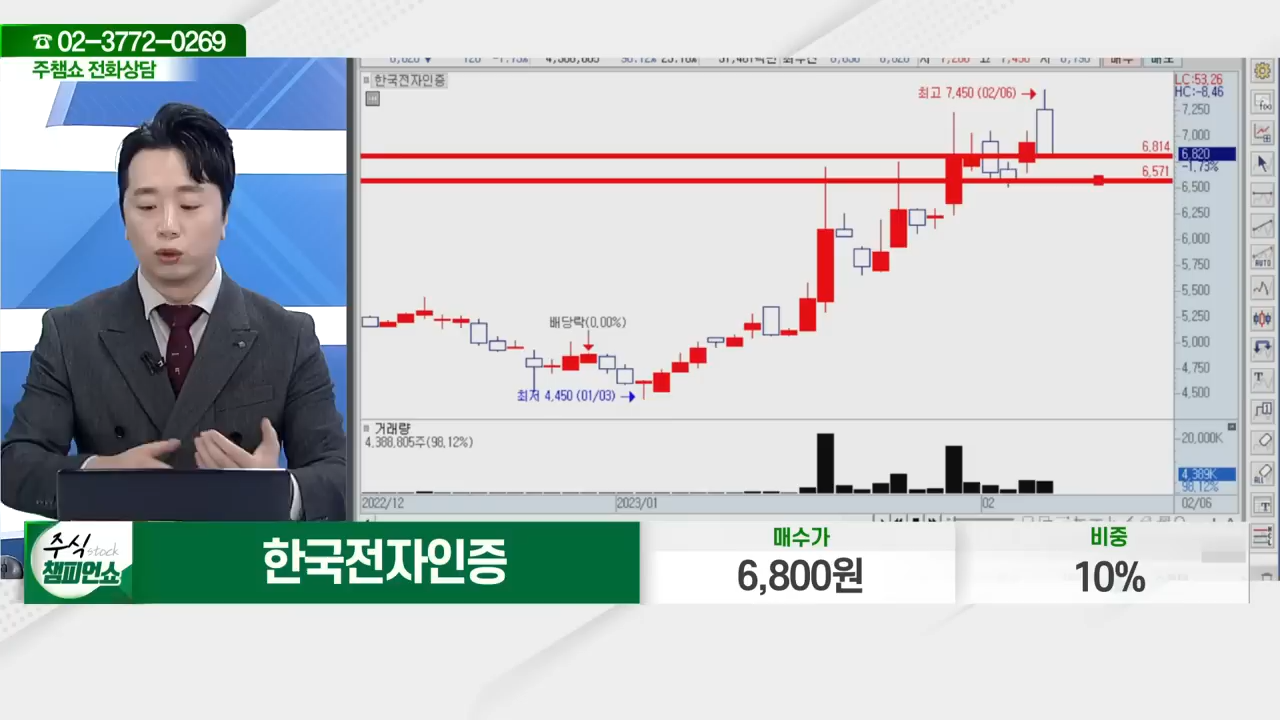 ☎ 02-3772-0269
주챔쇼 전화상담
한국전자인증
LC:53.26
HC:-8.46
최고 7,450 (02/06) →
7,250
7,000
6,814
6,820
-1.73%
6,571
6,500
6,250
6,000
5,750
5,500
5,250
5,000
4,750
4,500
배당락(0.00%)
최저 4,450 (01/03) →
거래량
4,388,805주(98.12%)
20,000K
4,389K
98.12%
2022/12
2023/01
02
02/06
주식 stock
챔피언쇼
한국전자인증
매수가
6,800원
비중
10%